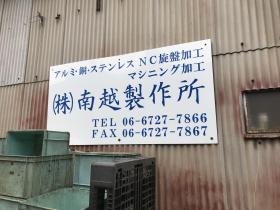 アルミ・銅・ステンレス NC旋盤加工
マシニング加工
㈱南越製作所
TEL 06-6727-7866
FAX 06-6727-7867